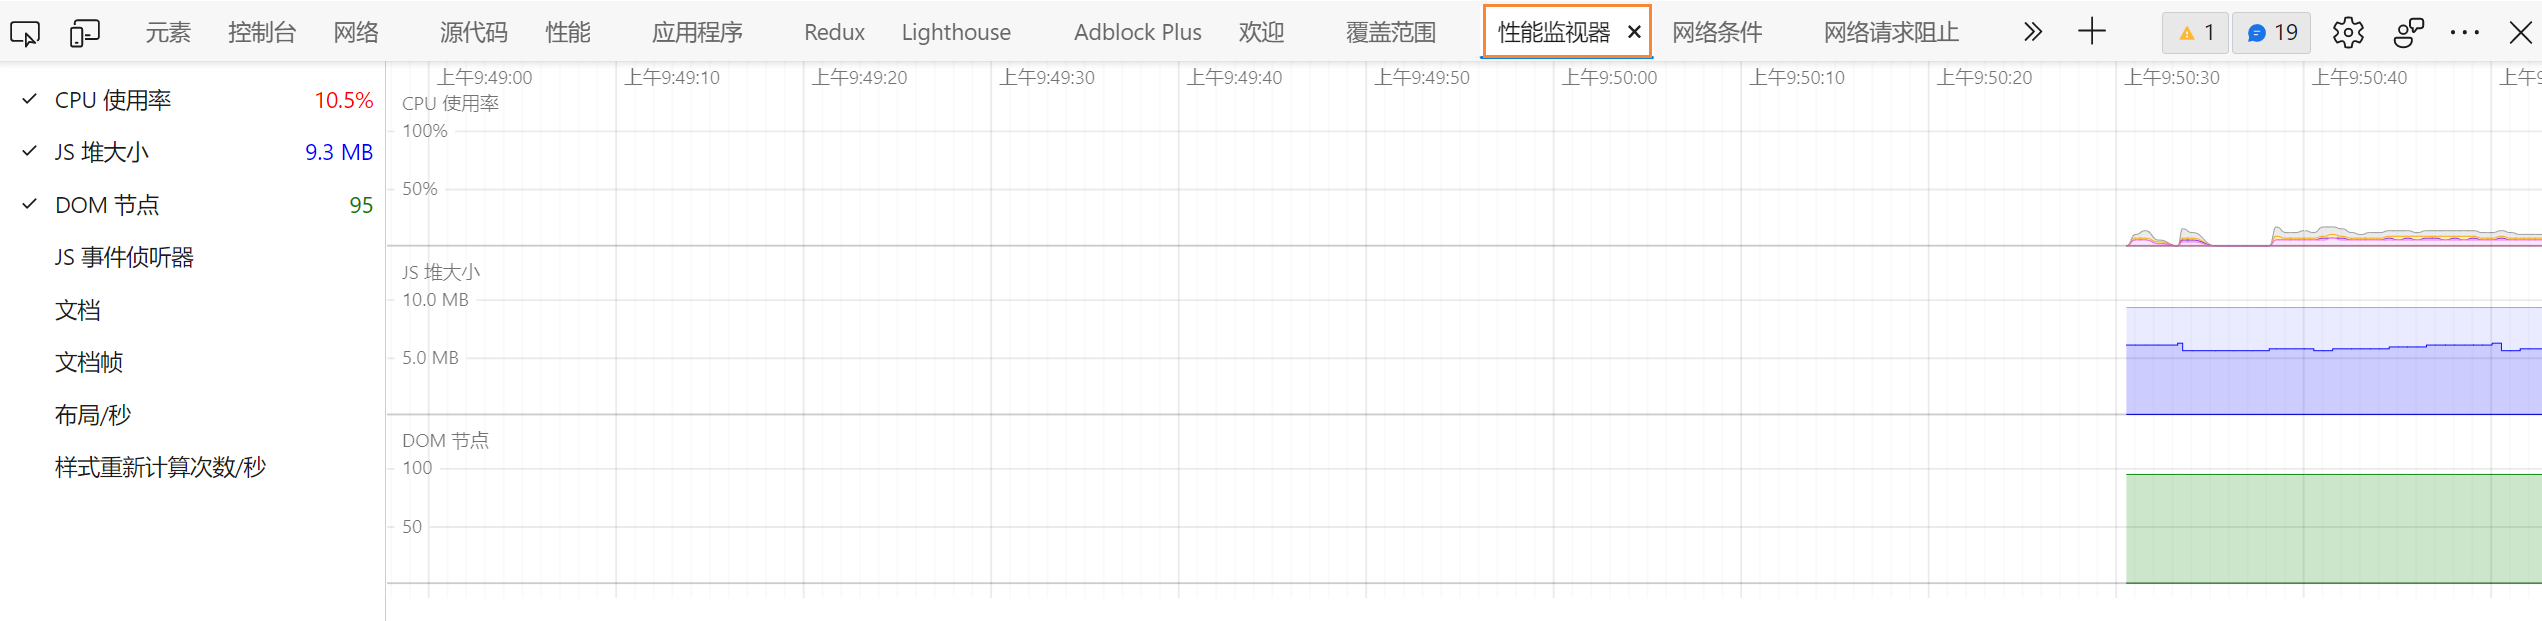 元素 控制台 网络 源代码 性能 应用程序 Redux Lighthouse Adblock Plus 欢迎 覆盖范围 性能监视器 × 网络条件 网络请求阻止 1 19
CPU 使用率 10.5%
JS 堆大小 9.3 MB
DOM 节点 95
JS 事件侦听器
文档
文档帧
布局/秒
样式重新计算次数/秒
上午9:49:00 上午9:49:10 上午9:49:20 上午9:49:30 上午9:49:40 上午9:49:50 上午9:50:00 上午9:50:10 上午9:50:20 上午9:50:30 上午9:50:40 上午
CPU 使用率
100%
50%
JS 堆大小
10.0 MB
5.0 MB
DOM 节点
100
50